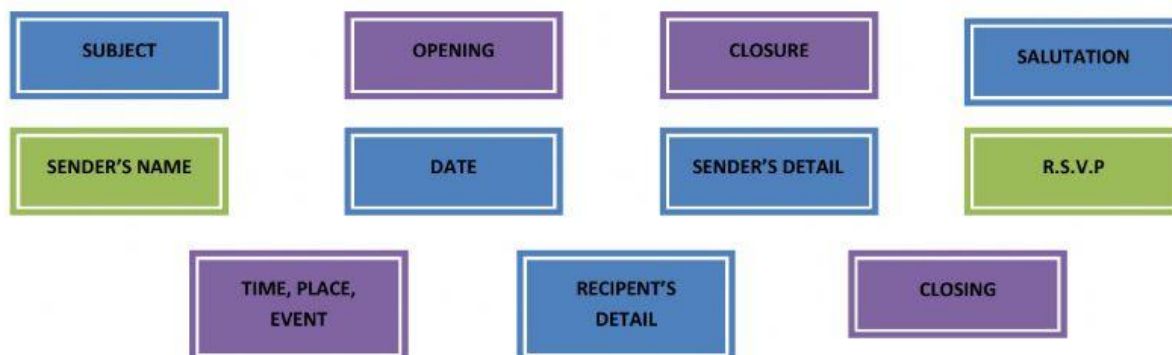 SUBJECT
OPENING
CLOSURE
SALUTATION
SENDER'S NAME
DATE
SENDER'S DETAIL
R.S.V.P
TIME, PLACE,
EVENT
RECIPENT'S
DETAIL
CLOSING